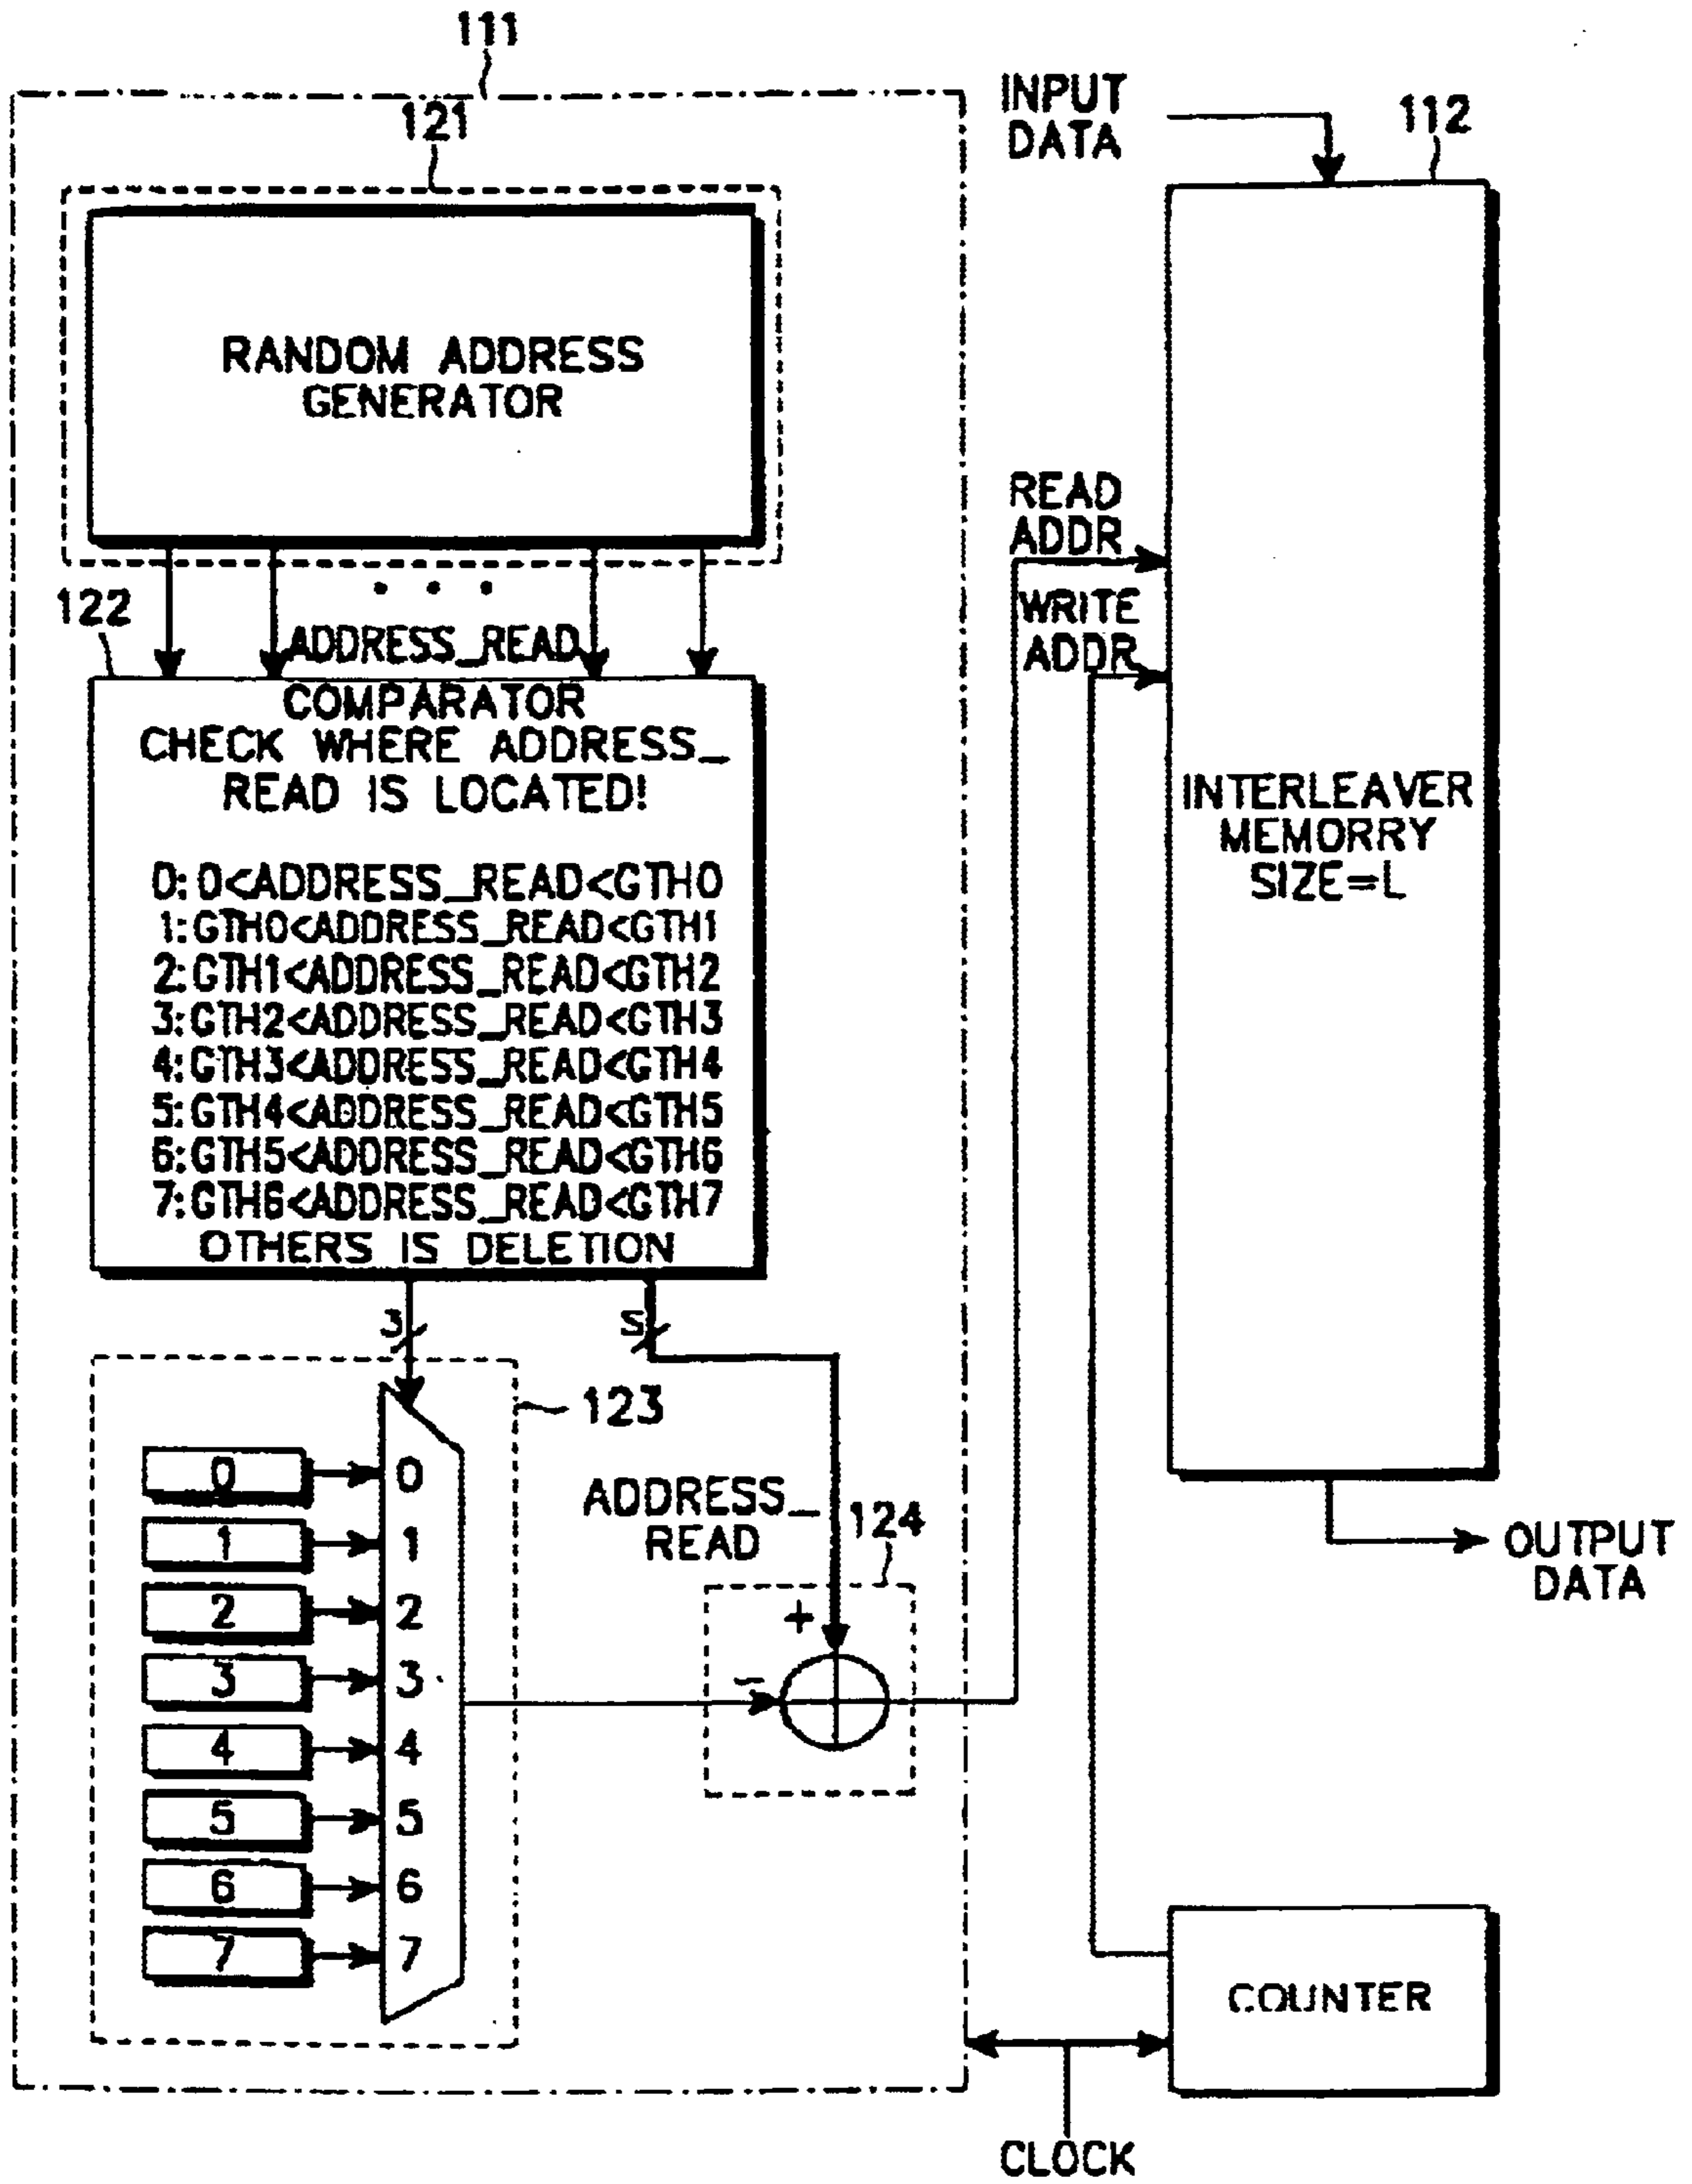 111
121
RANDOM ADDRESS
GENERATOR
122
ADDRESS_READ
COMPARATOR
CHECK WHERE ADDRESS_
READ IS LOCATED!
0:0<ADDRESS_READ<GTH0
1:GTH0<ADDRESS_READ<GTH1
2:GTH1<ADDRESS_READ<GTH2
3:GTH2<ADDRESS_READ<GTH3
4:GTH3<ADDRESS_READ<GTH4
5:GTH4<ADDRESS_READ<GTH5
6:GTH5<ADDRESS_READ<GTH6
7:GTH6<ADDRESS_READ<GTH7
OTHERS IS DELETION
3
S
123
0 0
1 1
2 2
3 3
4 4
5 5
6 6
7 7
ADDRESS_
READ
124
+
-
INPUT
DATA
112
READ
ADDR
WRITE
ADDR
INTERLEAVER
MEMORRY
SIZE=L
OUTPUT
DATA
COUNTER
CLOCK